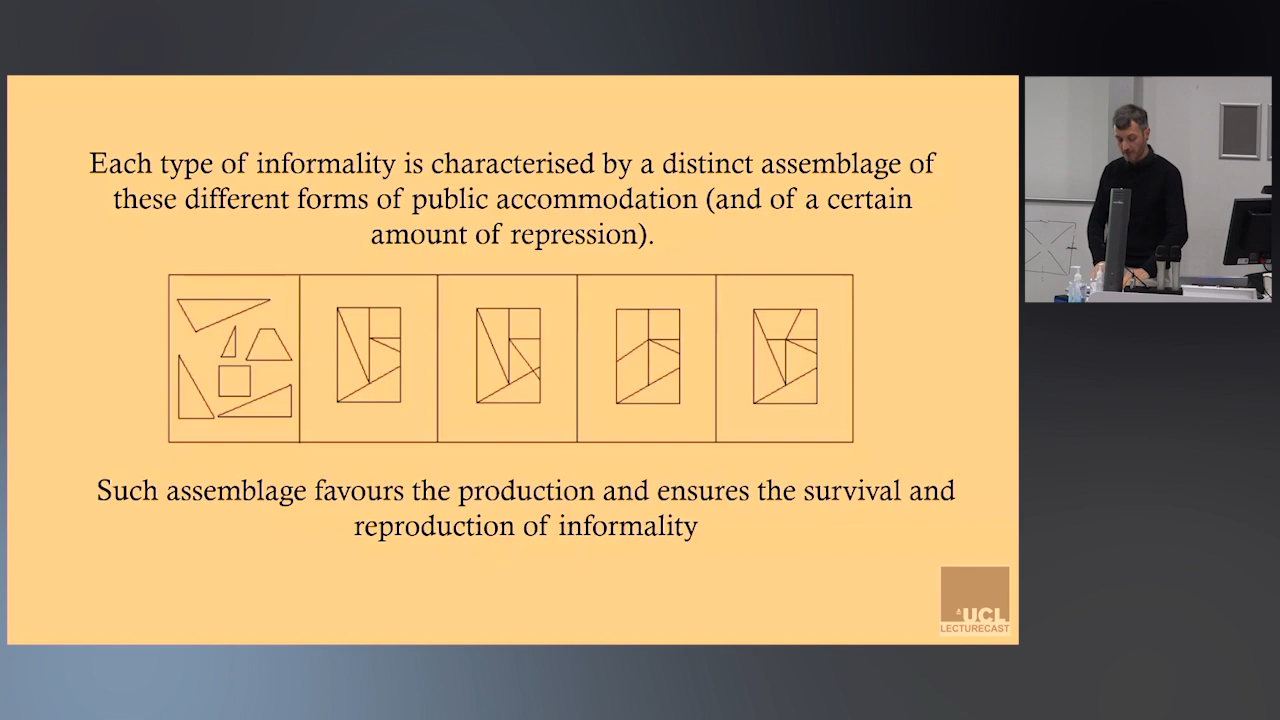 Each type of informality is characterised by a distinct assemblage of
these different forms of public accommodation (and of a certain
amount of repression).
Such assemblage favours the production and ensures the survival and
reproduction of informality
UCL
LECTURECAST